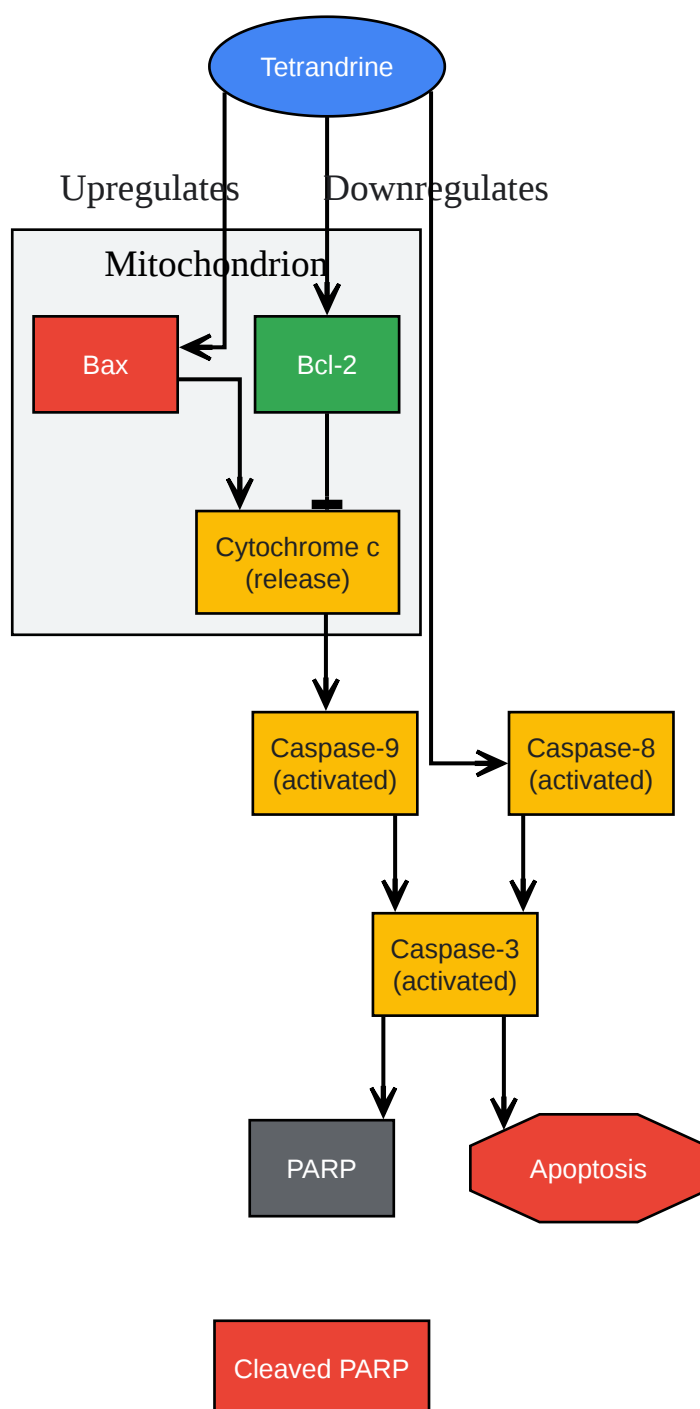 Tetrandrine
Upregulates
Downregulates
Mitochondrion
Bax
Bcl-2
Cytochrome c
(release)
Caspase-9
(activated)
Caspase-8
(activated)
Caspase-3
(activated)
PARP
Apoptosis
Cleaved PARP